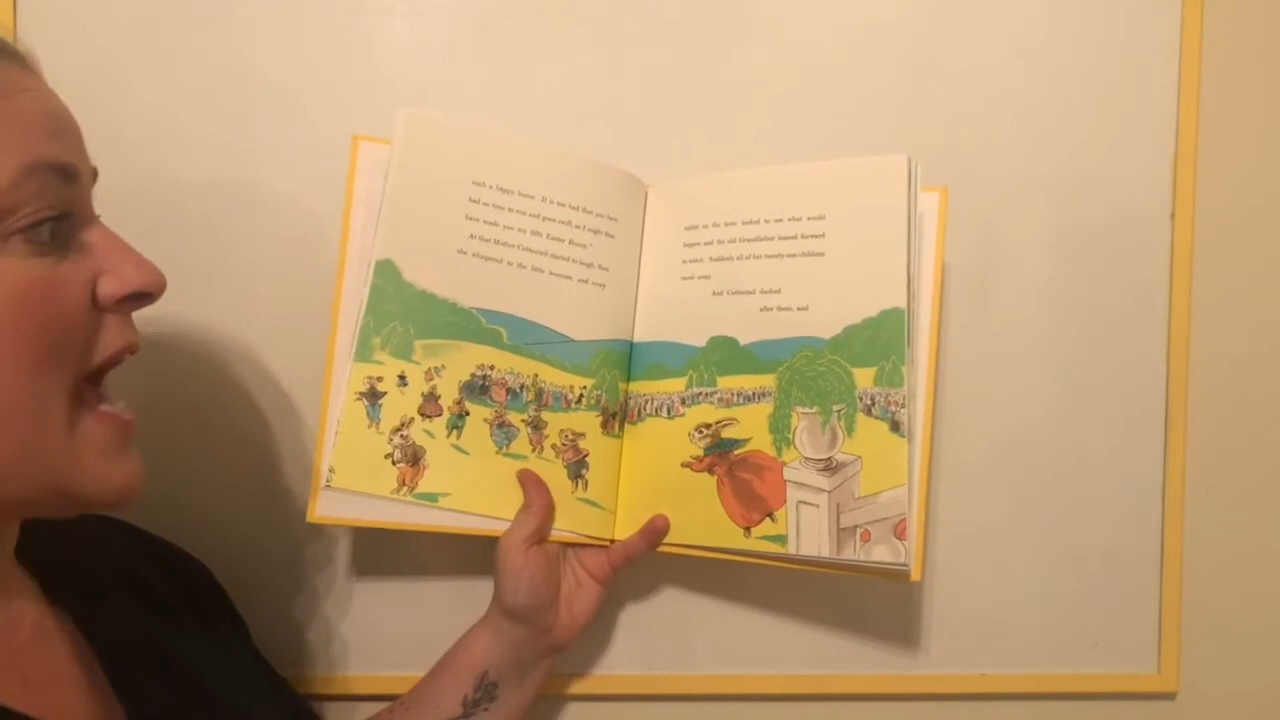 such a happy home. It is too bad that you have
had no time to run and grow swift, as I might then
have made you my fifth Easter Bunny."
At that Mother Cottontail started to laugh, then
she whispered to the little bunnies, and every
rabbit on the lawn looked to see what would
happen and the old Grandfather leaned forward
to watch. Suddenly all of her twenty-one children
raced away
And Cottontail dashed
after them, and